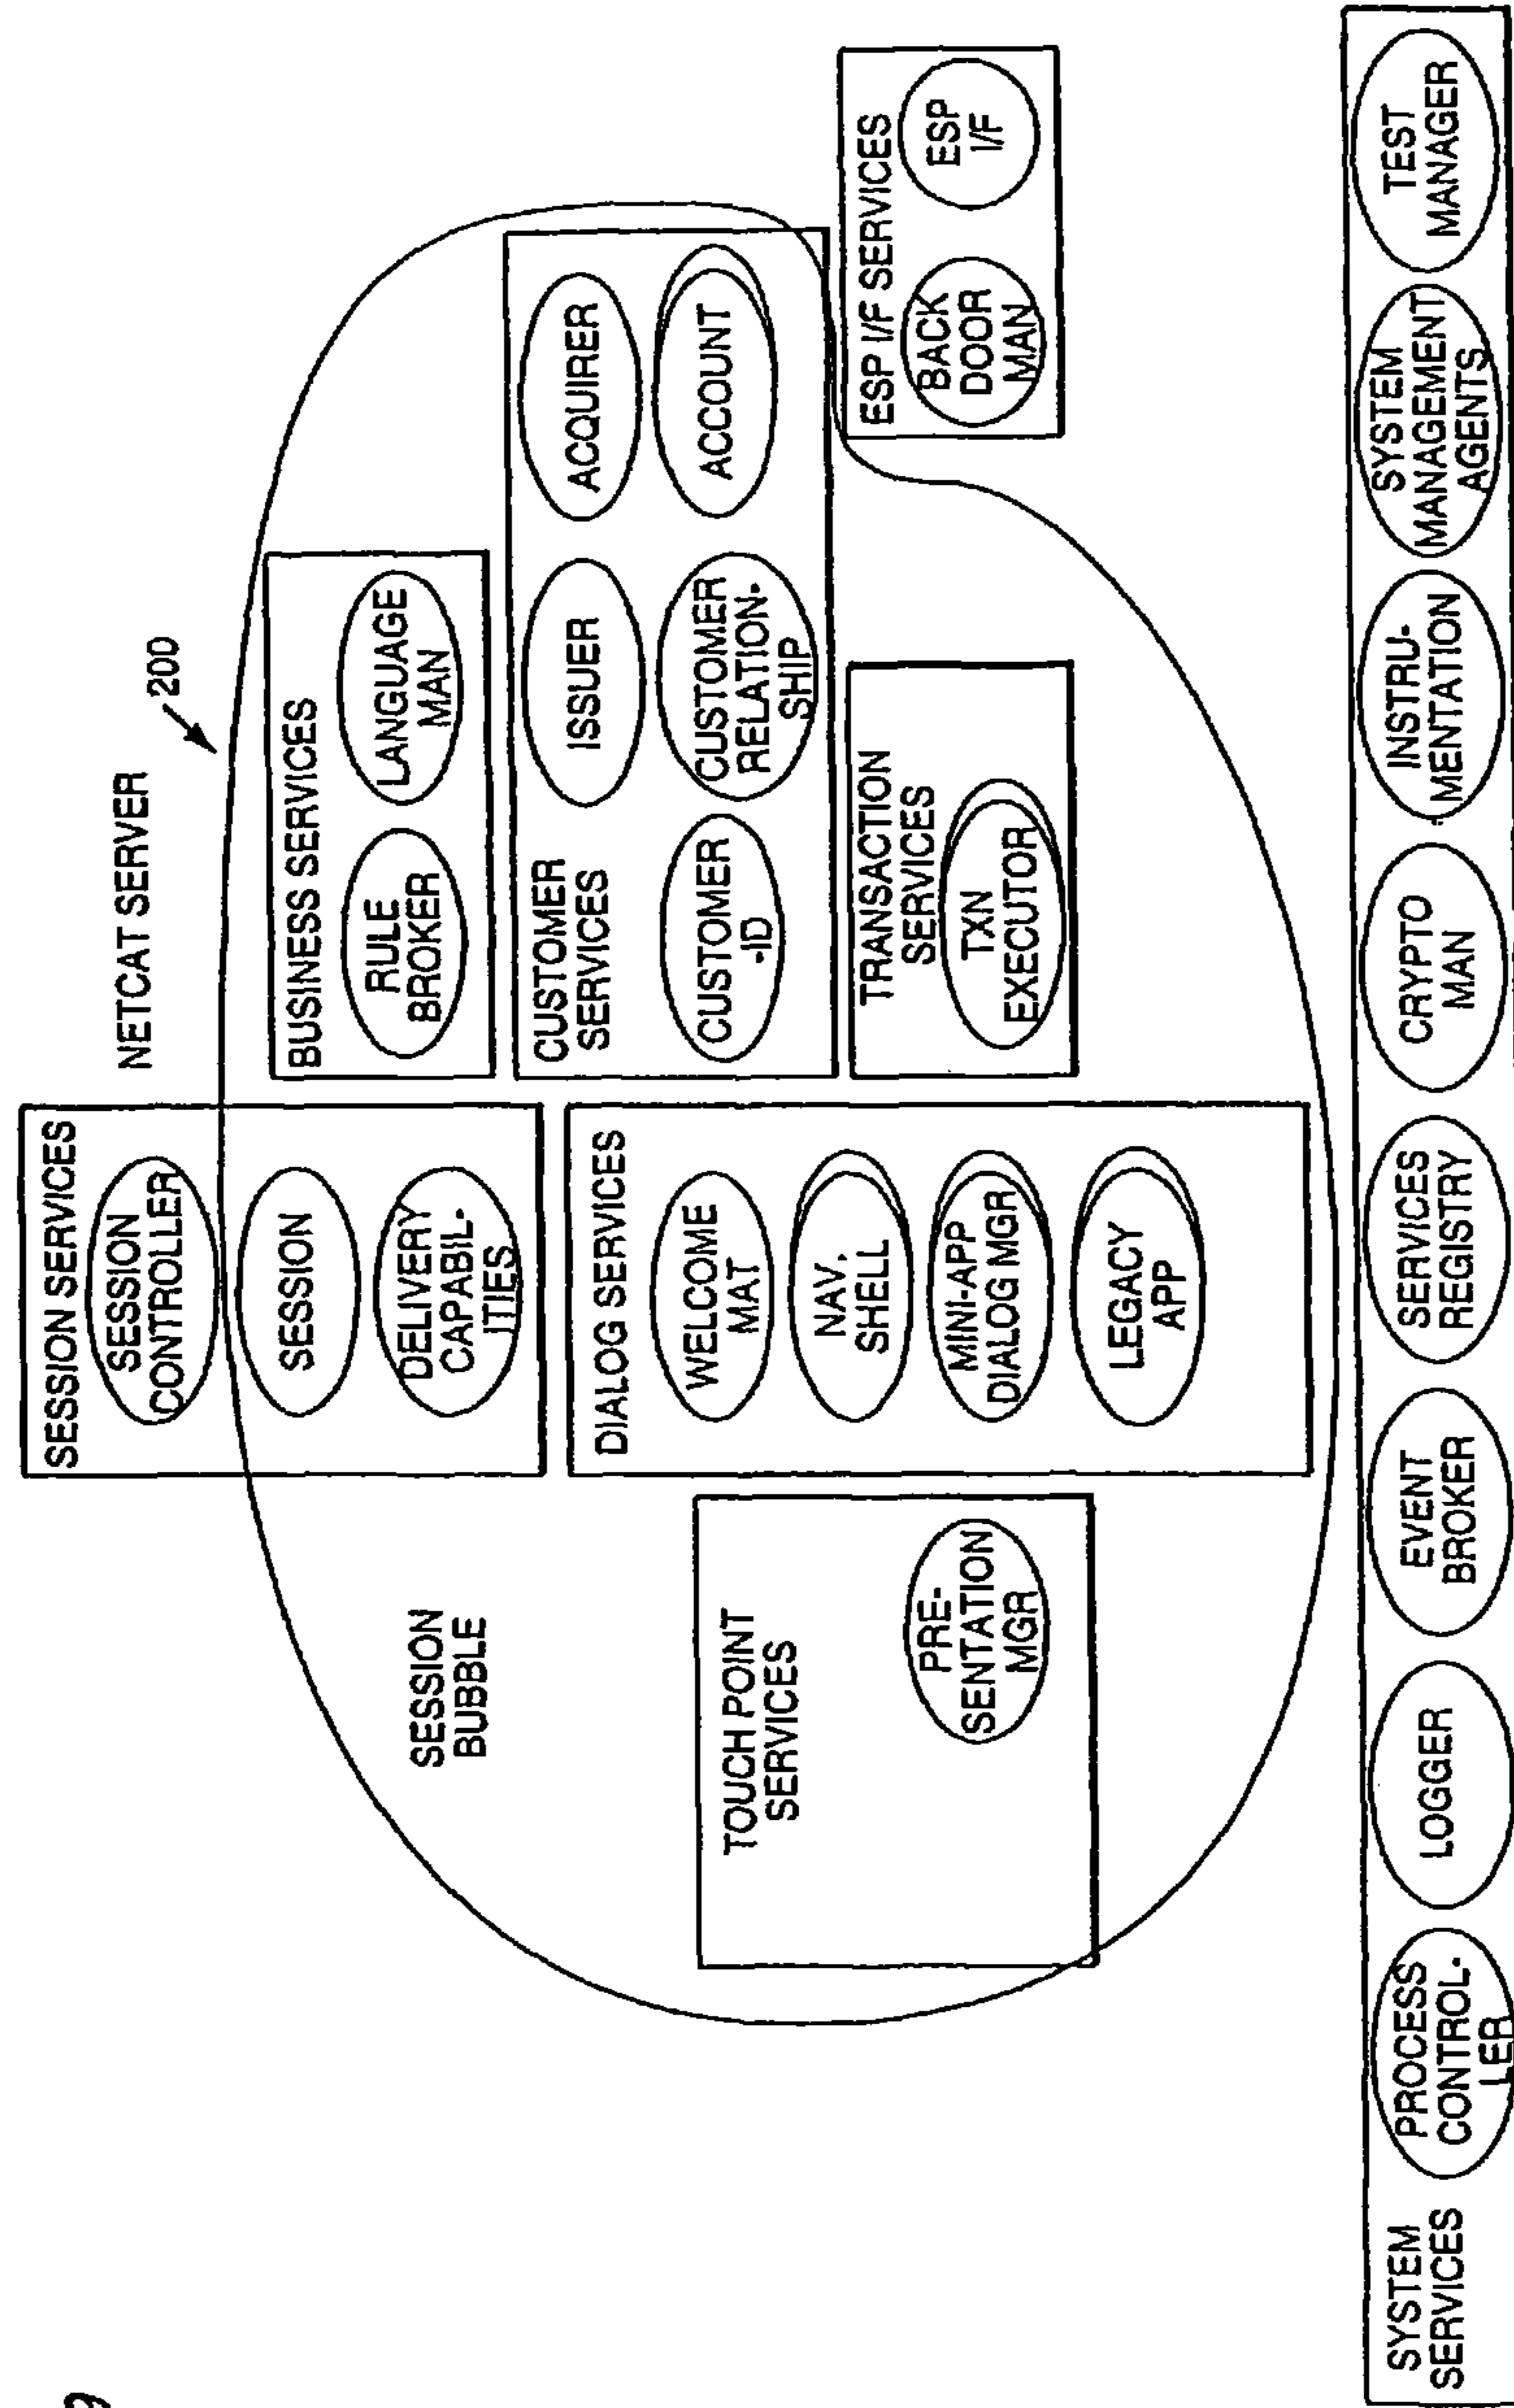 NETCAT SERVER
200
SESSION SERVICES
SESSION
CONTROLLER
SESSION
DELIVERY
CAPABIL-
ITIES
BUSINESS SERVICES
RULE
BROKER
LANGUAGE
MAN
SESSION
BUBBLE
CUSTOMER
SERVICES
ISSUER
ACQUIRER
CUSTOMER
-ID
CUSTOMER
RELATION-
SHIP
ACCOUNT
DIALOG SERVICES
WELCOME
MAT
NAV.
SHELL
MINI-APP
DIALOG MGR
LEGACY
APP
TOUCH POINT
SERVICES
PRE-
SENTATION
MGR
TRANSACTION
SERVICES
TXN
EXECUTOR
ESP I/F SERVICES
BACK
DOOR
MAN
ESP
I/F
SYSTEM
SERVICES
PROCESS
CONTROL-
LER
LOGGER
EVENT
BROKER
SERVICES
REGISTRY
CRYPTO
MAN
INSTRU-
MENTATION
SYSTEM
MANAGEMENT
AGENTS
TEST
MANAGER